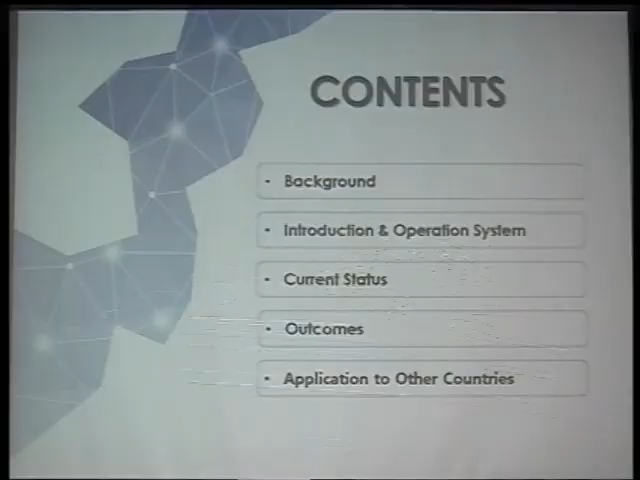 CONTENTS
• Background
• Introduction & Operation System
• Current Status
• Outcomes
• Application to Other Countries